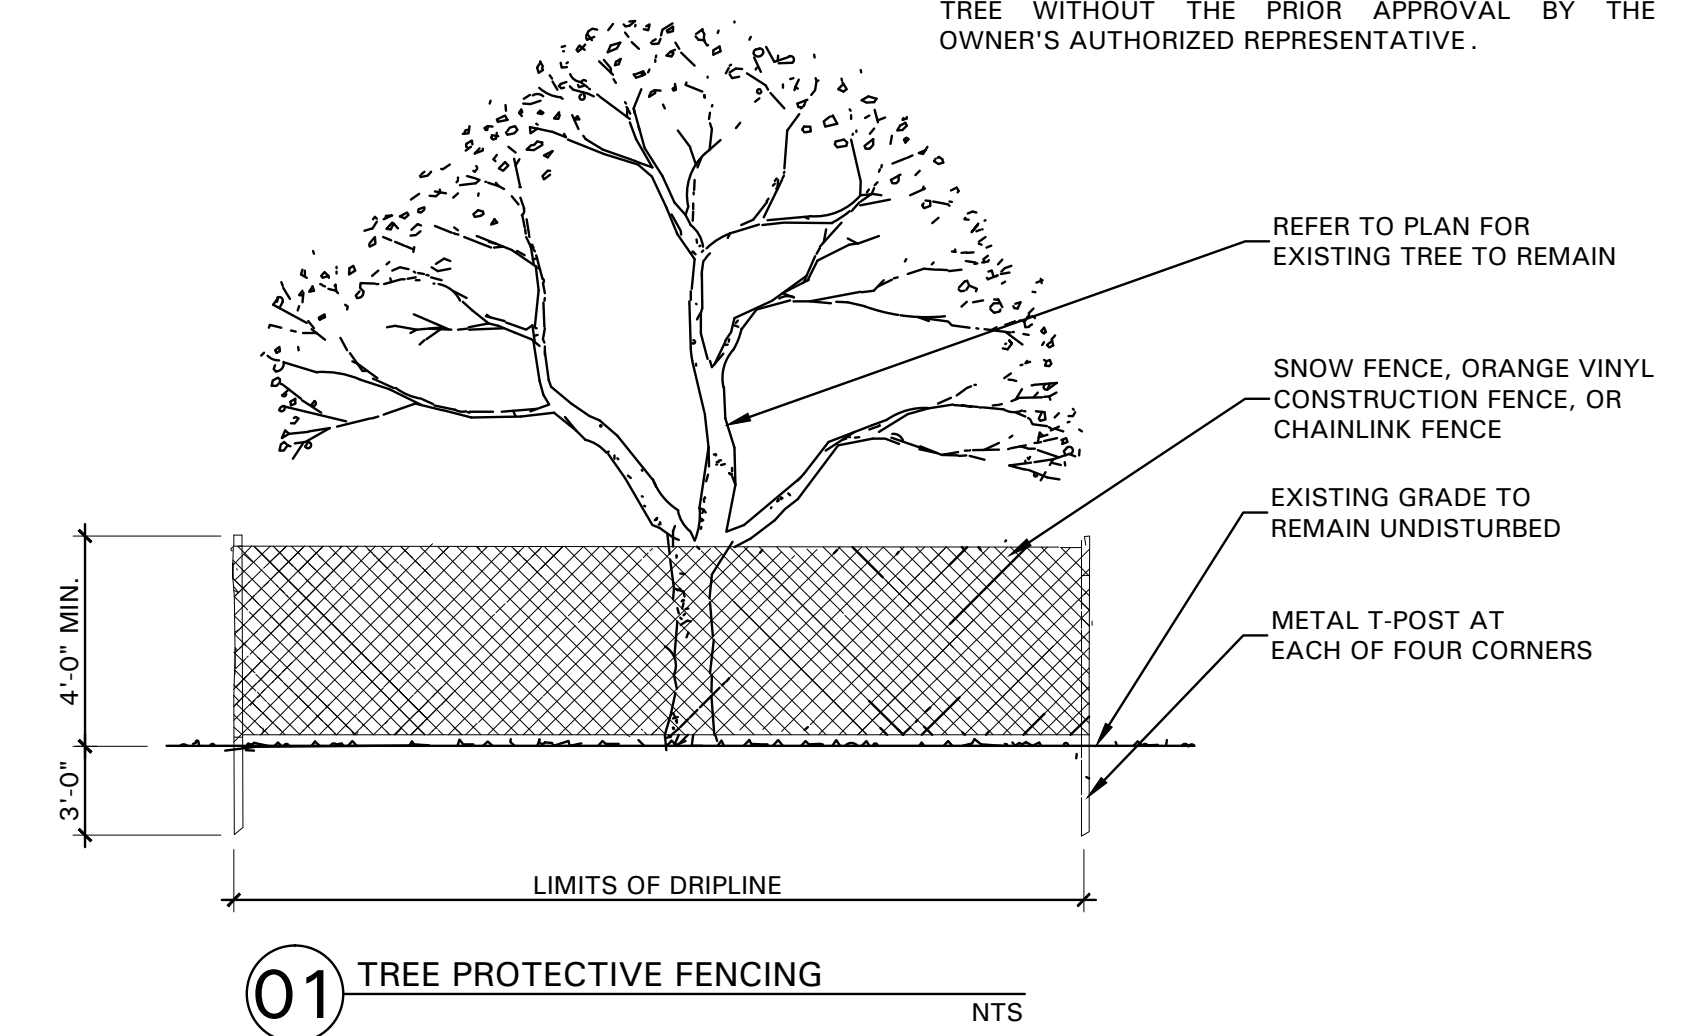 TREE WITHOUT THE PRIOR APPROVAL BY THE
OWNER'S AUTHORIZED REPRESENTATIVE.
REFER TO PLAN FOR
EXISTING TREE TO REMAIN
SNOW FENCE, ORANGE VINYL
CONSTRUCTION FENCE, OR
CHAINLINK FENCE
EXISTING GRADE TO
REMAIN UNDISTURBED
METAL T-POST AT
EACH OF FOUR CORNERS
4'-0" MIN.
3'-0"
LIMITS OF DRIPLINE
01 TREE PROTECTIVE FENCING
NTS